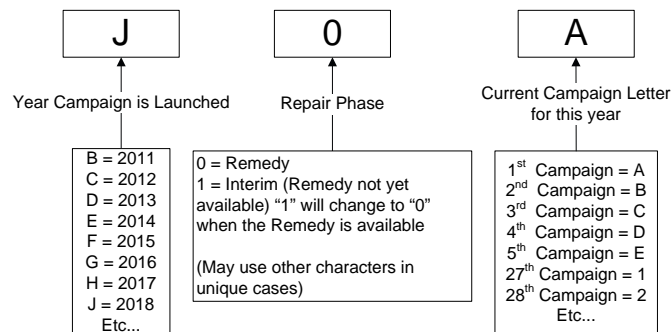 J
0
A
Year Campaign is Launched
Repair Phase
Current Campaign Letter
for this year
B = 2011
C = 2012
D = 2013
E = 2014
F = 2015
G = 2016
H = 2017
J = 2018
Etc...
0 = Remedy
1 = Interim (Remedy not yet
available) “1” will change to “0”
when the Remedy is available
(May use other characters in
unique cases)
1st Campaign = A
2nd Campaign = B
3rd Campaign = C
4th Campaign = D
5th Campaign = E
27th Campaign = 1
28th Campaign = 2
Etc...